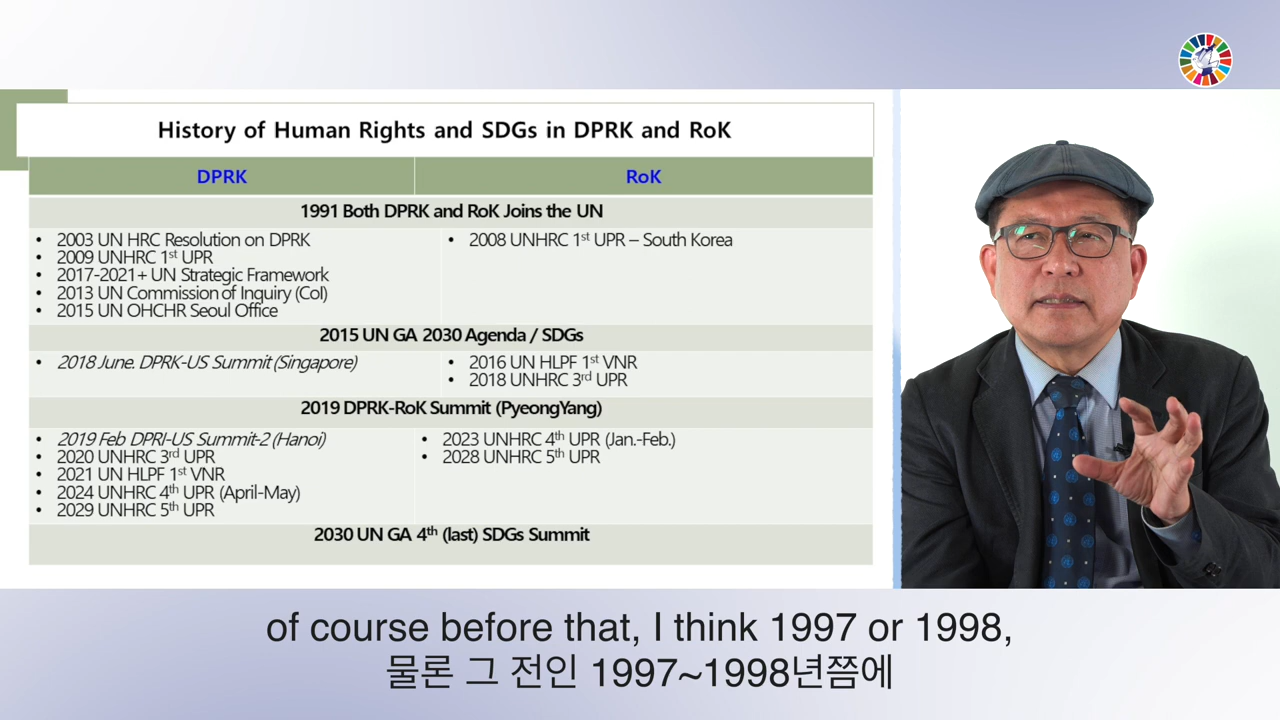 History of Human Rights and SDGs in DPRK and RoK
DPRK
RoK
1991 Both DPRK and RoK Joins the UN
• 2003 UN HRC Resolution on DPRK
• 2009 UNHRC 1st UPR
• 2017-2021+ UN Strategic Framework
• 2013 UN Commission of Inquiry (CoI)
• 2015 UN OHCHR Seoul Office
• 2008 UNHRC 1st UPR – South Korea
2015 UN GA 2030 Agenda / SDGs
• 2018 June. DPRK-US Summit (Singapore)
• 2016 UN HLPF 1st VNR
• 2018 UNHRC 3rd UPR
2019 DPRK-RoK Summit (PyeongYang)
• 2019 Feb DPRI-US Summit-2 (Hanoi)
• 2020 UNHRC 3rd UPR
• 2021 UN HLPF 1st VNR
• 2024 UNHRC 4th UPR (April-May)
• 2029 UNHRC 5th UPR
• 2023 UNHRC 4th UPR (Jan.-Feb.)
• 2028 UNHRC 5th UPR
2030 UN GA 4th (last) SDGs Summit
of course before that, I think 1997 or 1998,
물론 그 전인 1997~1998년쯤에